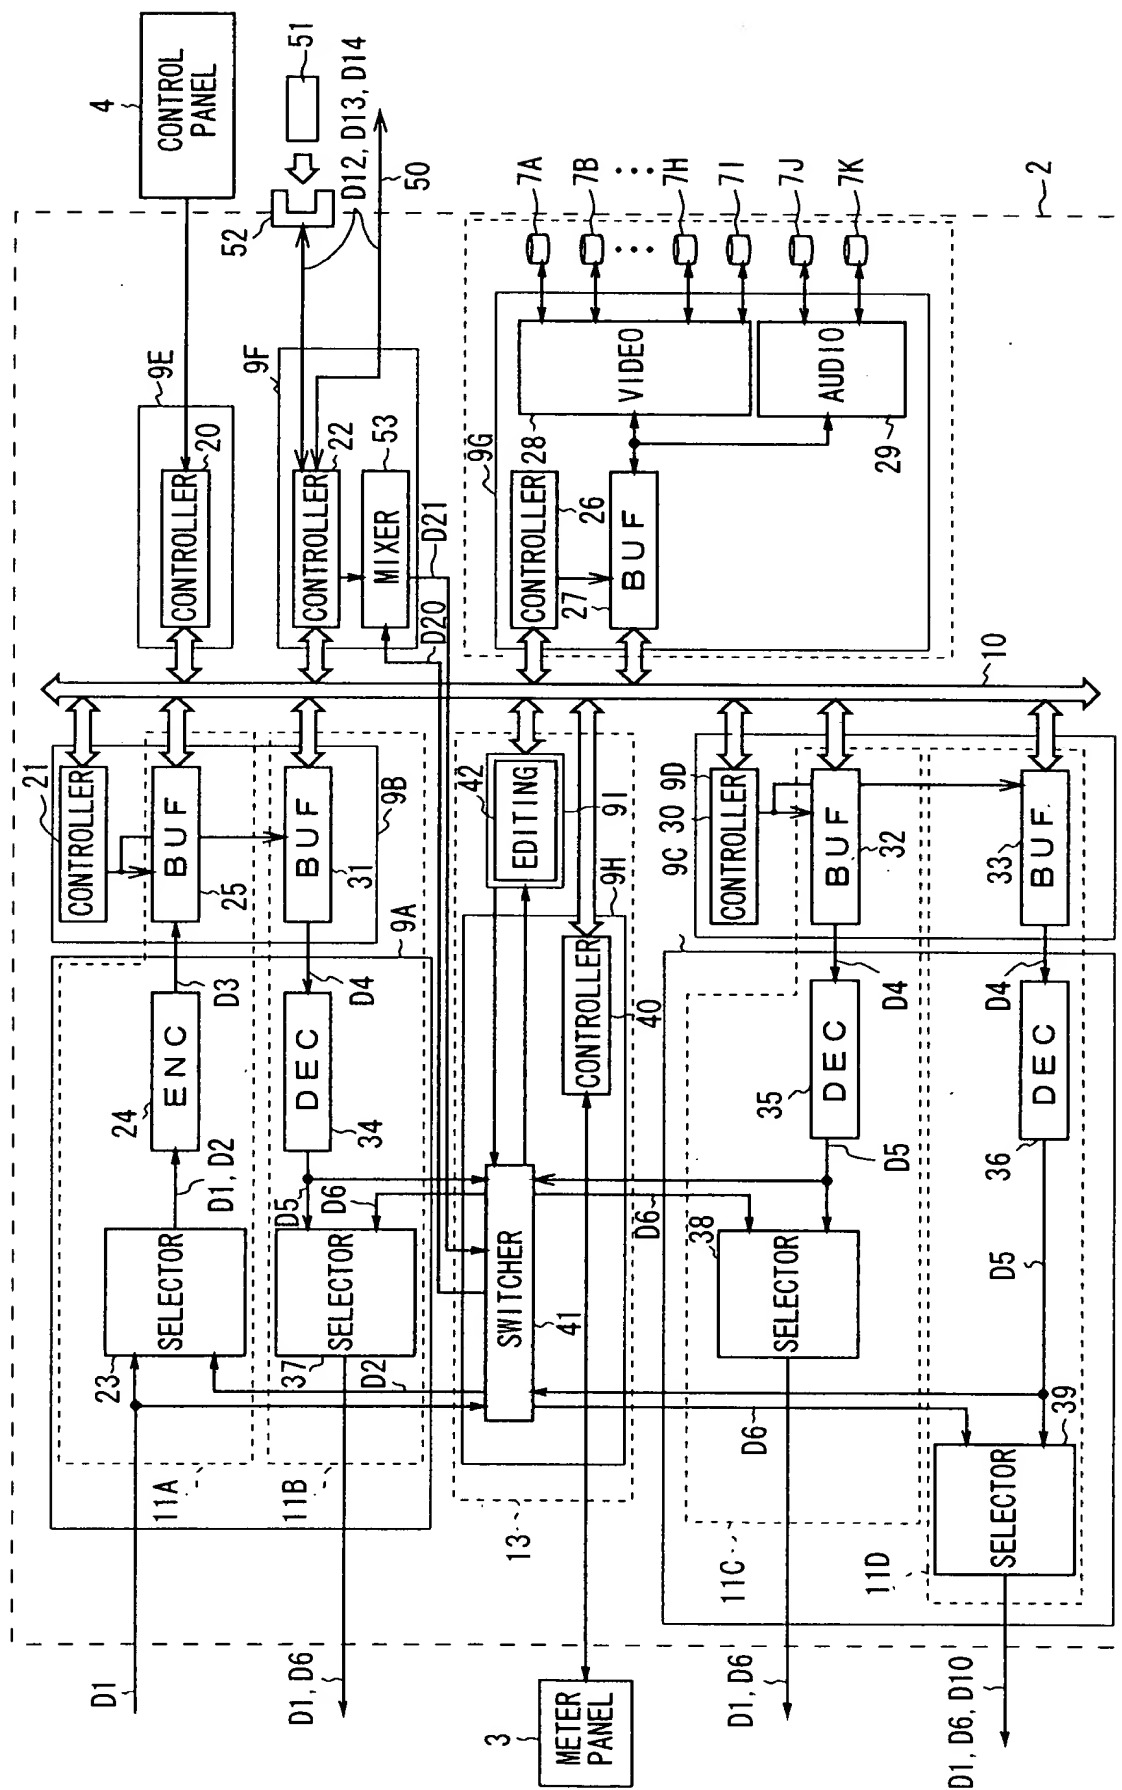 D1
11A
23
SELECTOR
D1, D2
24
ENC
D3
9A
25
BUF
CONTROLLER
21
9B
9E
CONTROLLER
20
4
CONTROL
PANEL
D1, D6
11B
37
SELECTOR
D2
D5
D6
34
DEC
D4
31
BUF
D20
D21
MIXER
53
CONTROLLER
22
9F
52
51
D12, D13, D14
50
3
METER
PANEL
13
SWITCHER
41
CONTROLLER
40
9H
42
EDITING
9I
10
27
BUF
CONTROLLER
26
28
9G
VIDEO
AUDIO
29
7A
7B
...
...
7H
7I
7J
7K
2
D1, D6
11C
D6
D6
38
SELECTOR
D5
35
DEC
D4
9C
30
9D
CONTROLLER
BUF
32
D1, D6, D10
11D
SELECTOR
39
D5
36
DEC
D4
33
BUF